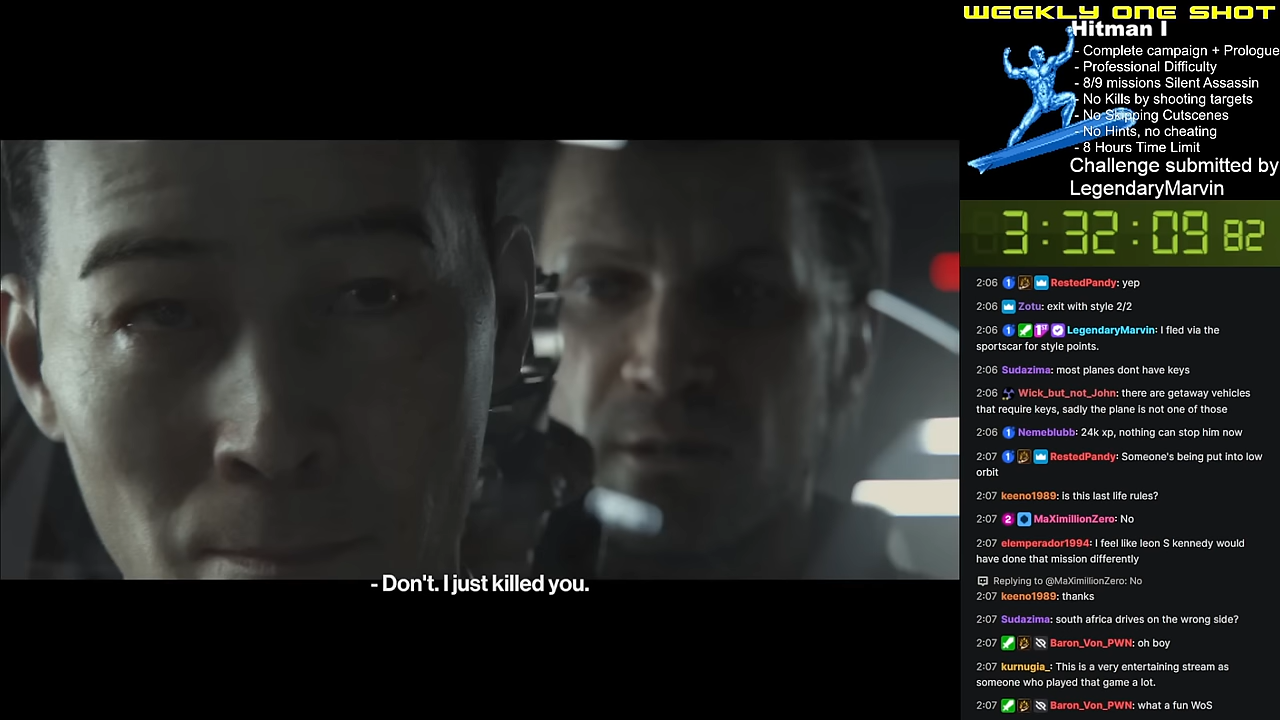 WEEKLY ONE SHOT
Hitman I
- Complete campaign + Prologue
- Professional Difficulty
- 8/9 missions Silent Assassin
- No Kills by shooting targets
- No Skipping Cutscenes
- No Hints, no cheating
- 8 Hours Time Limit
Challenge submitted by
LegendaryMarvin
3:32:09 82
2:06 RestedPandy: yep
2:06 Zotu: exit with style 2/2
2:06 LegendaryMarvin: I fled via the
sportscar for style points.
2:06 Sudazima: most planes dont have keys
2:06 Wick_but_not_John: there are getaway vehicles
that require keys, sadly the plane is not one of those
2:06 Nemeblubb: 24k xp, nothing can stop him now
2:07 RestedPandy: Someone's being put into low
orbit
2:07 keeno1989: is this last life rules?
2:07 MaXimillionZero: No
2:07 elemperador1994: I feel like leon S kennedy would
have done that mission differently
Replying to @MaXimillionZero: No
2:07 keeno1989: thanks
2:07 Sudazima: south africa drives on the wrong side?
2:07 Baron_Von_PWN: oh boy
2:07 kurnugia_: This is a very entertaining stream as
someone who played that game a lot.
2:07 Baron_Von_PWN: what a fun WoS
- Don't. I just killed you.